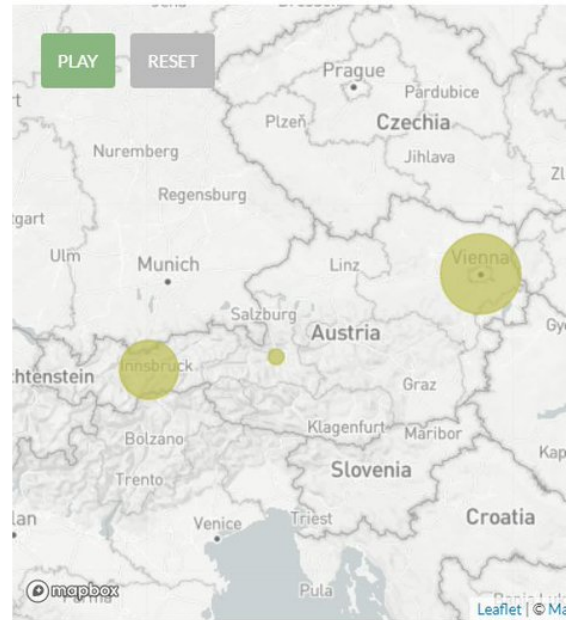 PLAY
RESET
Prague
Pardubice
Plzeň
Czechia
Nuremberg
Jihlava
Regensburg
Ulm
Munich
Linz
Vienna
Salzburg
Austria
Innsbruck
Graz
Bolzano
Klagenfurt
Maribor
Trento
Slovenia
Venice
Triest
Croatia
Pula
mapbox
Leaflet | ©